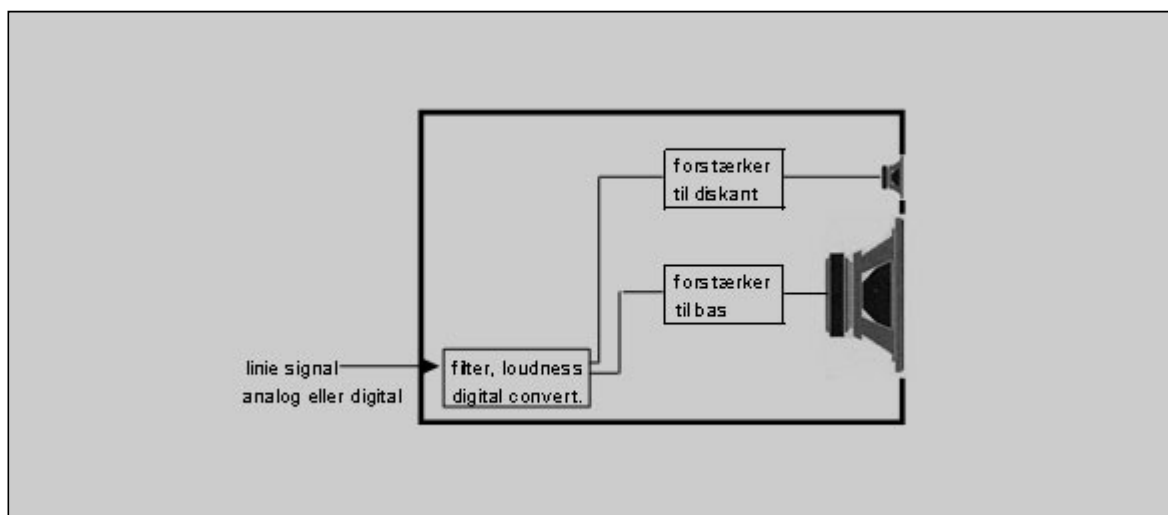 forstærker
til diskant
forstærker
til bas
linie signal
analog eller digital
filter, loudness
digital convert.